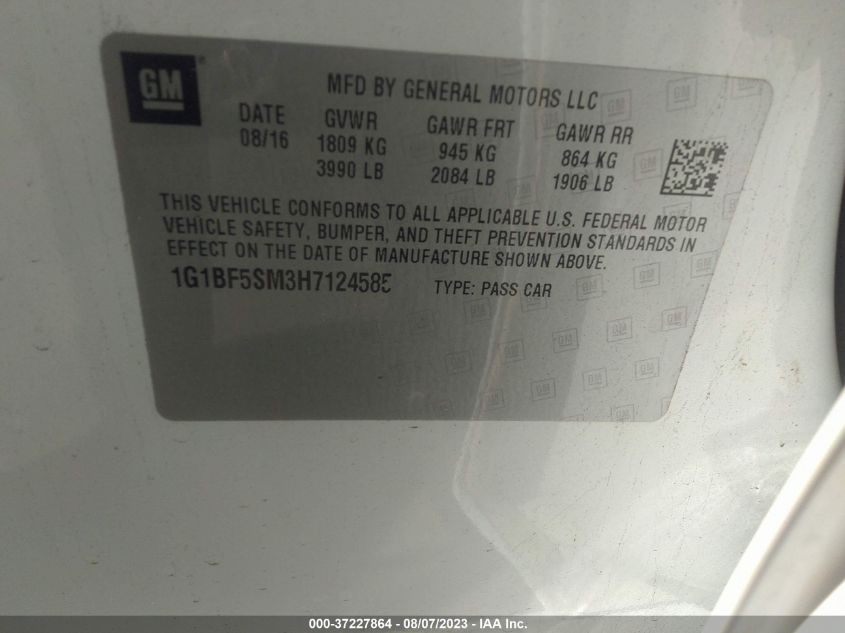 GM
MFD BY GENERAL MOTORS LLC
DATE GVWR GAWR FRT GAWR RR
08/16 1809 KG 945 KG 864 KG
3990 LB 2084 LB 1906 LB
THIS VEHICLE CONFORMS TO ALL APPLICABLE U.S. FEDERAL MOTOR
VEHICLE SAFETY, BUMPER, AND THEFT PREVENTION STANDARDS IN
EFFECT ON THE DATE OF MANUFACTURE SHOWN ABOVE.
1G1BF5SM3H7124585 TYPE: PASS CAR
000-37227864 - 08/07/2023 - IAA Inc.